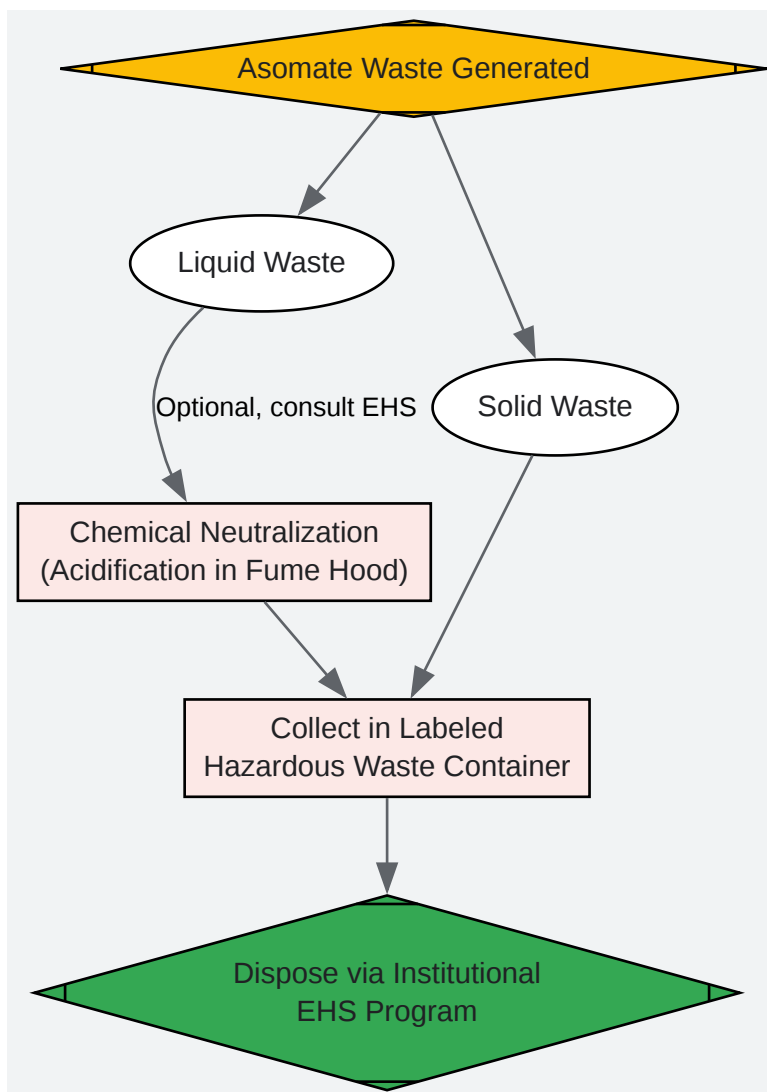 Asomate Waste Generated
Liquid Waste
Optional, consult EHS
Solid Waste
Chemical Neutralization
(Acidification in Fume Hood)
Collect in Labeled
Hazardous Waste Container
Dispose via Institutional
EHS Program